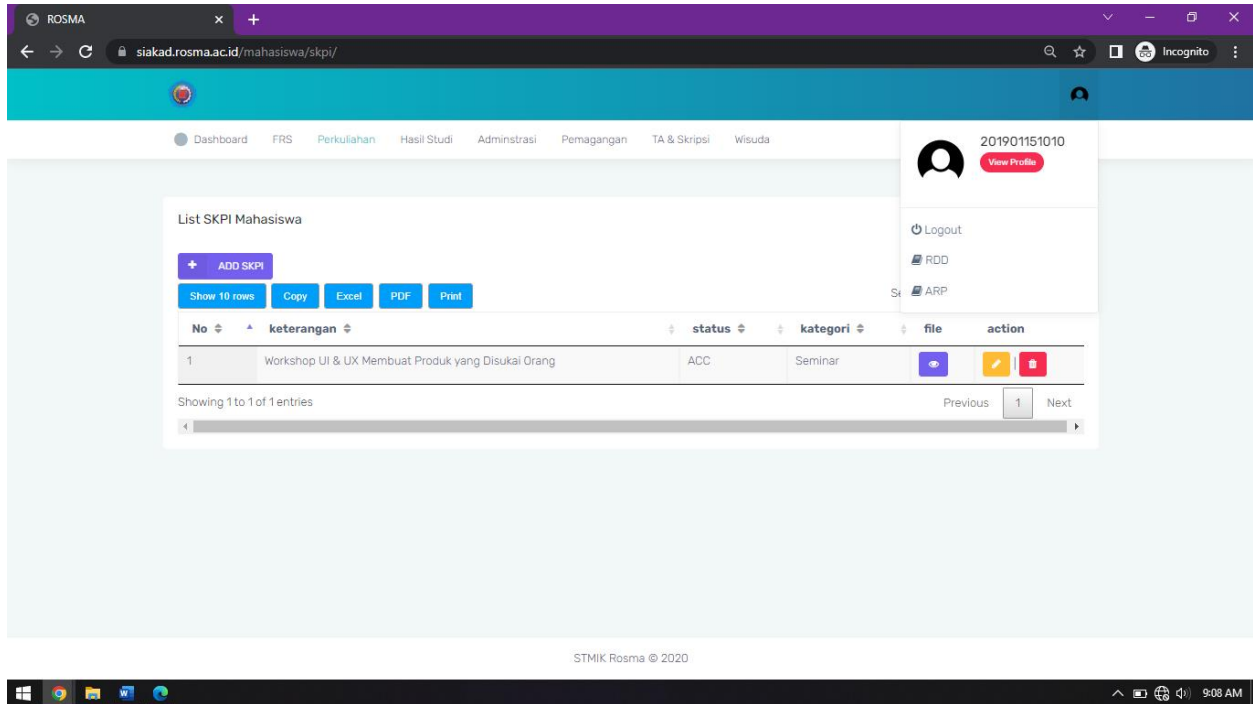 ROSMA
siakad.rosma.ac.id/mahasiswa/skpi/
Incognito
Dashboard FRS Perkuliahan Hasil Studi Adminstrasi Pemagangan TA & Skripsi Wisuda
201901151010
View Profile
Logout
RDD
ARP
List SKPI Mahasiswa
ADD SKPI
Show 10 rows Copy Excel PDF Print
No keterangan status kategori file action
1 Workshop UI & UX Membuat Produk yang Disukai Orang ACC Seminar |
Showing 1 to 1 of 1 entries
Previous 1 Next
STMIK Rosma © 2020
9:08 AM